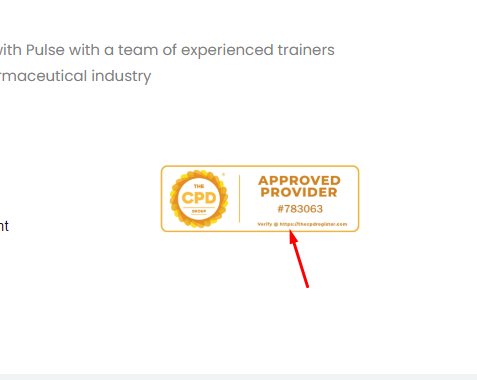 with Pulse with a team of experienced trainers
rmaceutical industry
nt
THE
CPD
APPROVED
PROVIDER
#783063
Verify @ https://thecpdregister.com